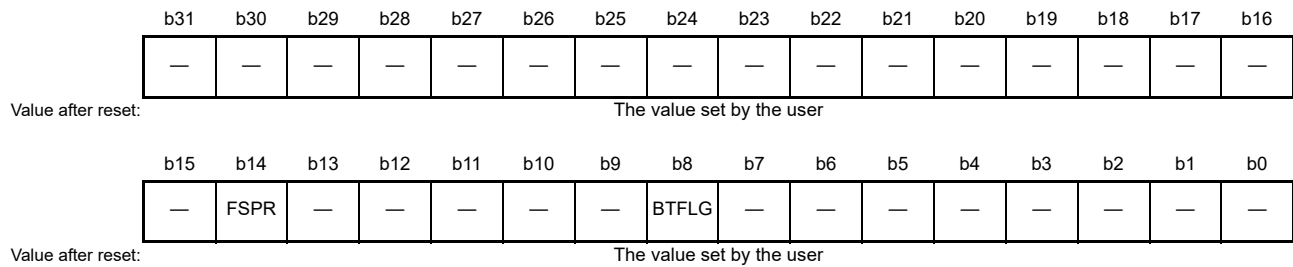 b31 b30 b29 b28 b27 b26 b25 b24 b23 b22 b21 b20 b19 b18 b17 b16
— — — — — — — — — — — — — — — —
Value after reset: The value set by the user
b15 b14 b13 b12 b11 b10 b9 b8 b7 b6 b5 b4 b3 b2 b1 b0
— FSPR — — — — — BTFLG — — — — — — — —
Value after reset: The value set by the user